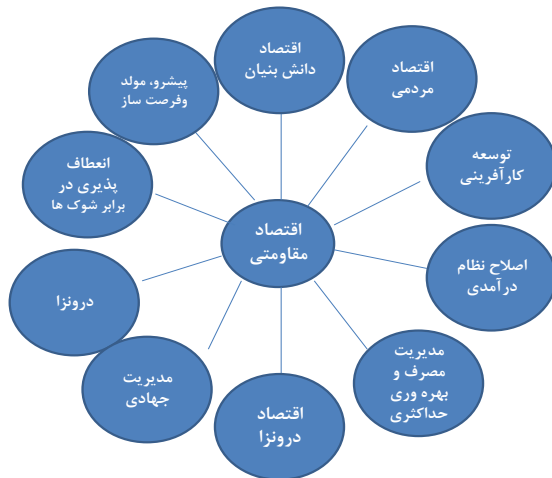 اقتصاد
دانش بنیان
اقتصاد
مردمی
توسعه
کارآفرینی
اصلاح نظام
درآمدی
مدیریت
مصرف و
بهره وری
حداکثری
اقتصاد
درونزا
مدیریت
جهادی
درونزا
انعطاف
پذیری در
برابر شوک ها
پیشرو، مولد
وفرصت ساز
اقتصاد
مقاومتی